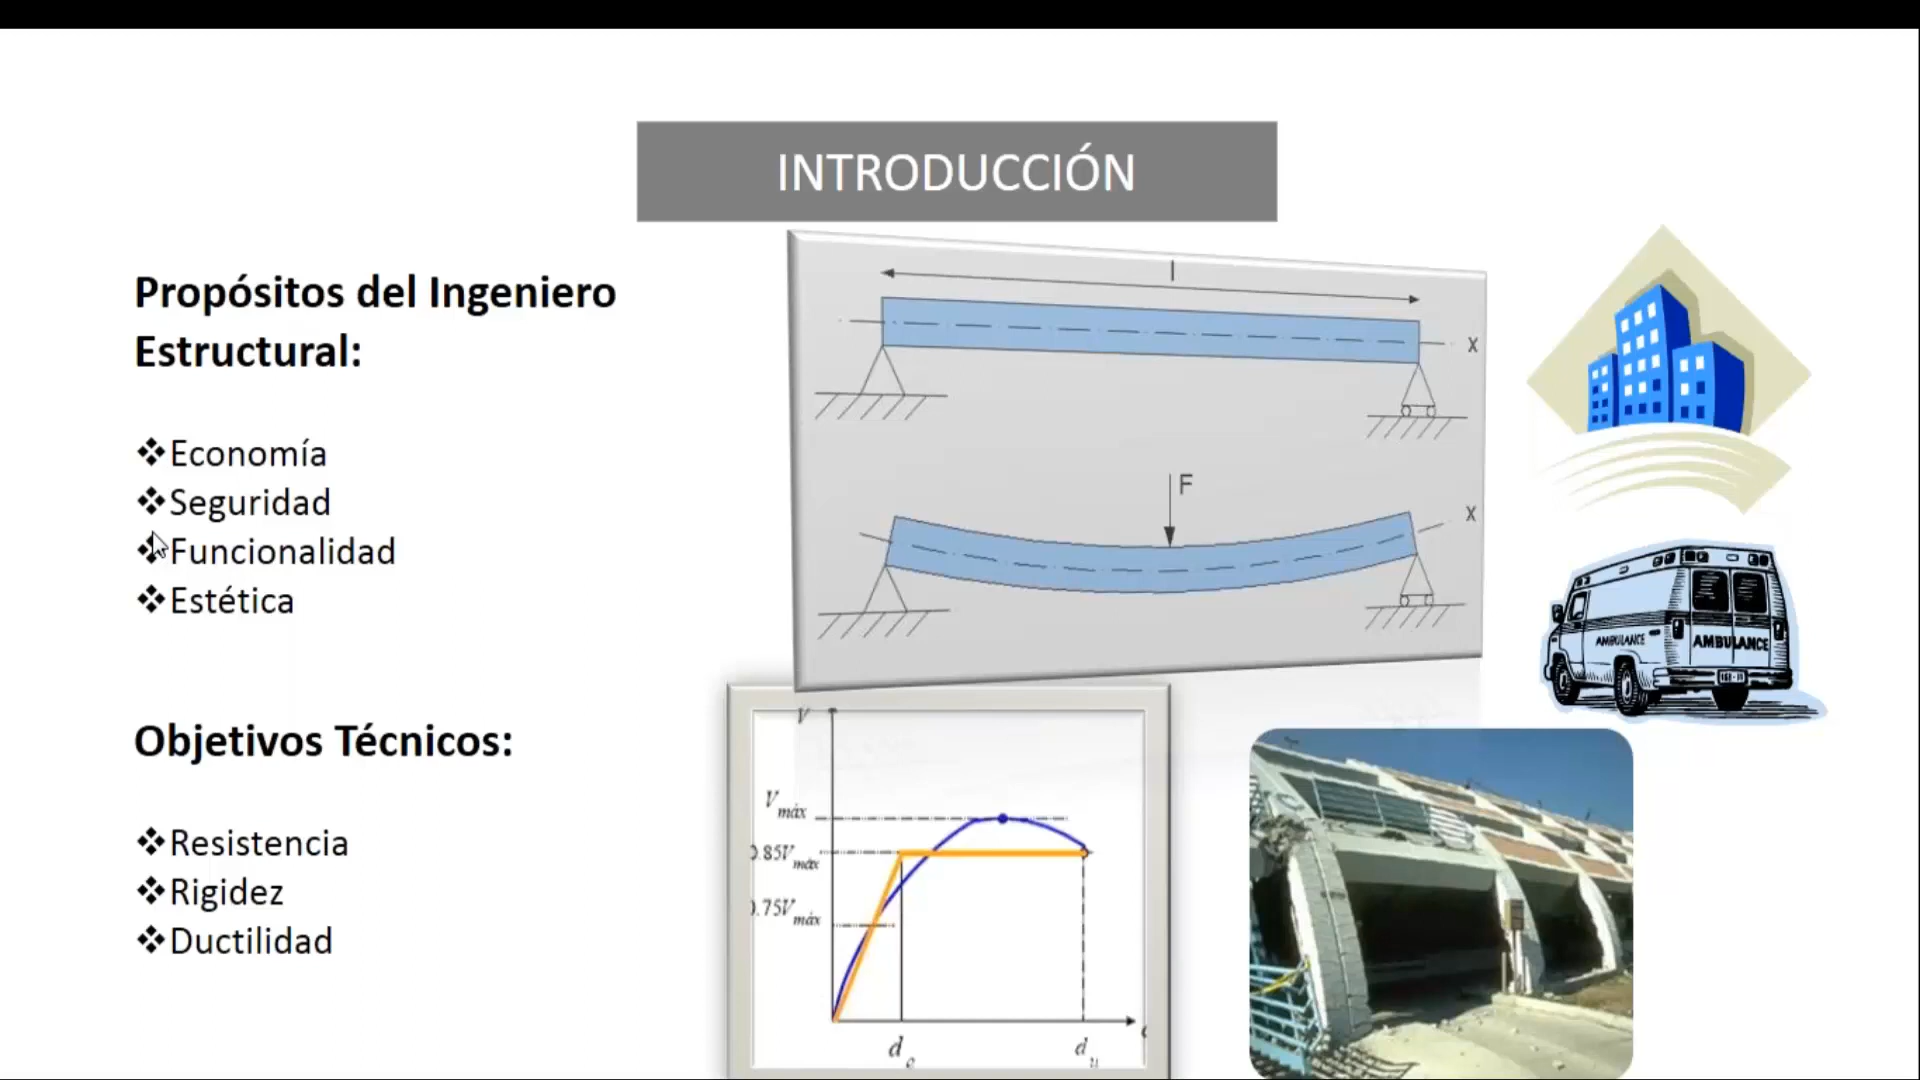 INTRODUCCIÓN
Propósitos del Ingeniero
Estructural:
❖Economía
❖Seguridad
❖Funcionalidad
❖Estética
Objetivos Técnicos:
❖Resistencia
❖Rigidez
❖Ductilidad
l
x
F
x
V
Vmáx
0.85Vmáx
0.75Vmáx
de
du
AMBULANCE
AMBULANCE